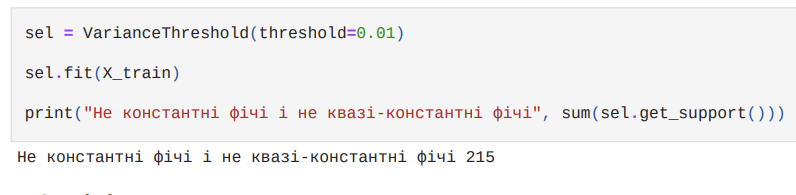 sel = VarianceThreshold(threshold=0.01)
sel.fit(X_train)
print("Не константні фічі і не квазі-константні фічі", sum(sel.get_support()))
Не константні фічі і не квазі-константні фічі 215